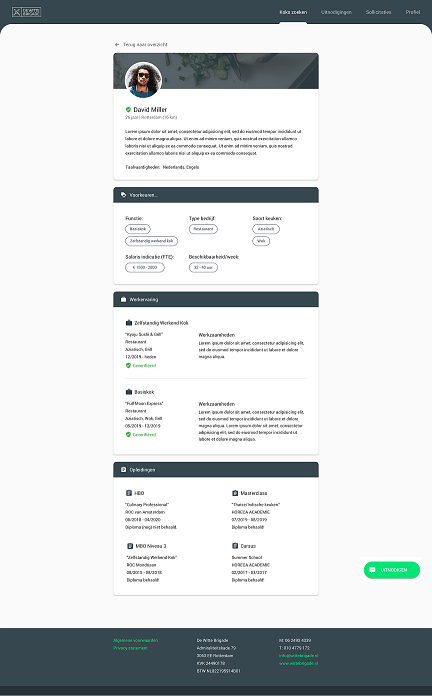 DE WITTE
BRIGADE
Koks zoeken
Uitnodigingen
Sollicitaties
Profiel
Terug naar overzicht
David Miller
26 jaar | Rotterdam (16 km)
Lorem ipsum dolor sit amet, consectetur adipisicing elit, sed do eiusmod tempor incididunt ut
labore et dolore magna aliqua. Ut enim ad minim veniam, quis nostrud exercitation ullamco
laboris nisi ut aliquip ex ea commodo consequat. Ut enim ad minim veniam, quis nostrud
exercitation ullamco laboris nisi ut aliquip ex ea commodo consequat.
Taalvaardigheden: Nederlands, Engels
Voorkeuren...
Functie:
Basiskok
Zelfstandig werkend kok
Type bedrijf:
Restaurant
Soort keuken:
Aziatisch
Wok
Salaris indicatie (FTE):
€ 1500 - 2000
Beschikbaarheid/week:
32 - 40 uur
Werkervaring
Zelfstandig Werkend Kok
"Kyoju Sushi & Grill"
Restaurant
Aziatisch, Grill
12/2019 - heden
Geverifieerd
Werkzaamheden
Lorem ipsum dolor sit amet, consectetur adipisicing elit,
sed do eiusmod tempor incididunt ut labore et dolore
magna aliqua.
Basiskok
"Full Moon Express"
Restaurant
Aziatisch, Wok, Grill
05/2019 - 12/2019
Geverifieerd
Werkzaamheden
Lorem ipsum dolor sit amet, consectetur adipisicing elit,
sed do eiusmod tempor incididunt ut labore et dolore
magna aliqua. Lorem ipsum dolor sit amet, consectetur
adipisicing elit, sed do eiusmod tempor incididunt ut
labore et dolore magna aliqua.
Opleidingen
HBO
"Culinary Professional"
ROC van Amsterdam
08/2018 - 04/2020
Diploma (nog) niet behaald.
Masterclass
"Thaise/Indische keuken"
HORECA ACADEMIE
07/2019 - 08/2019
Diploma behaald!
MBO Niveau 3
"Zelfstandig Werkend Kok"
ROC Mondriaan
08/2015 - 08/2018
Diploma behaald!
Cursus
Summer School
HORECA ACADEMIE
02/2017 - 03/2017
Diploma behaald!
UITNODIGEN
Algemene voorwaarden
Privacy statement
De Witte Brigade
Admiraliteitskade 79
3063 EE Rotterdam
KVK 24490178
M: 06 2493 4039
T: 010 4779 172
info@wittebrigade.nl
www.wittebrigade.nl